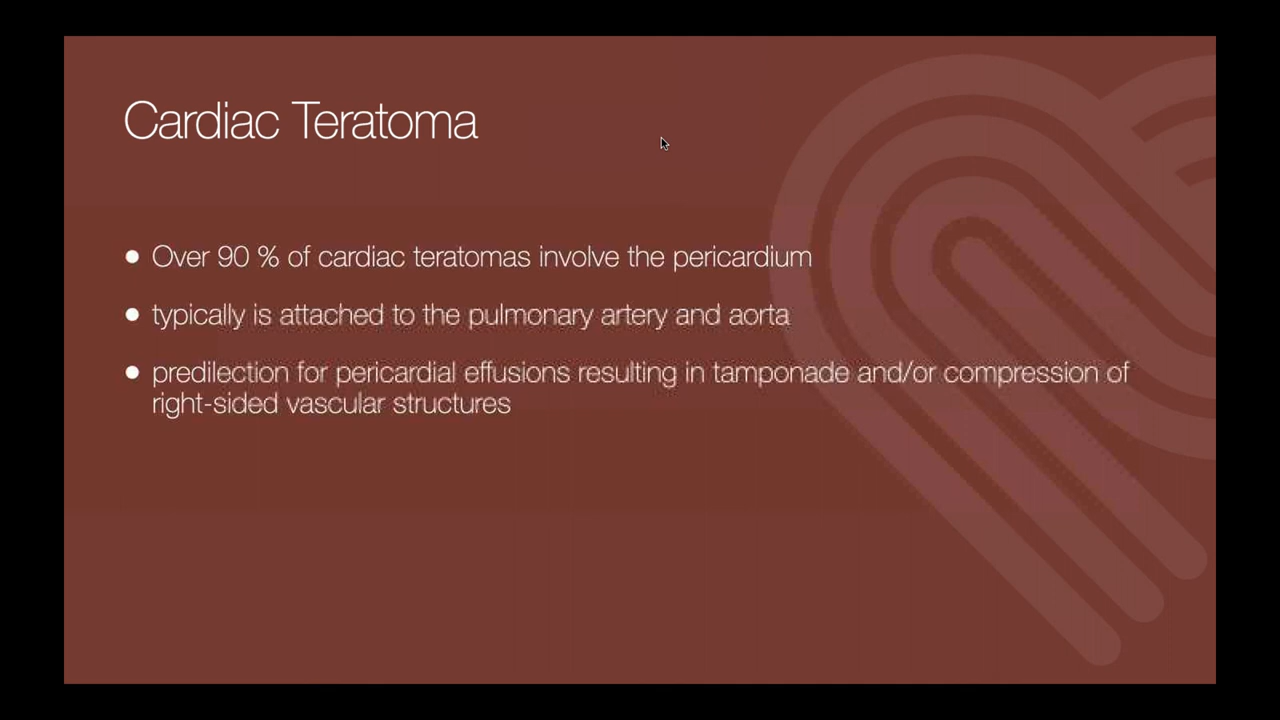 Cardiac Teratoma
● Over 90 % of cardiac teratomas involve the pericardium
● typically is attached to the pulmonary artery and aorta
● predilection for pericardial effusions resulting in tamponade and/or compression of
right-sided vascular structures